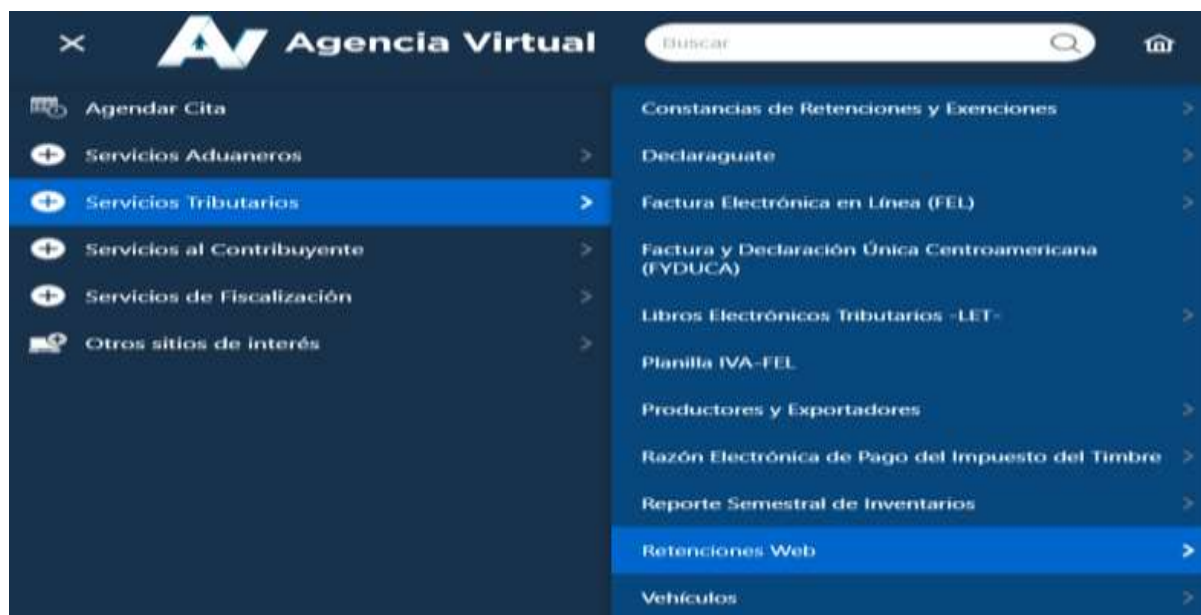 Agencia Virtual
Buscar
Agendar Cita
Servicios Aduaneros
Servicios Tributarios
Servicios al Contribuyente
Servicios de Fiscalización
Otros sitios de interés
Constancias de Retenciones y Exenciones
Declaraguate
Factura Electrónica en Línea (FEL)
Factura y Declaración Única Centroamericana
(FYDUCA)
Libros Electrónicos Tributarios -LET-
Planilla IVA-FEL
Productores y Exportadores
Razón Electrónica de Pago del Impuesto del Timbre
Reporte Semestral de Inventarios
Retenciones Web
Vehículos